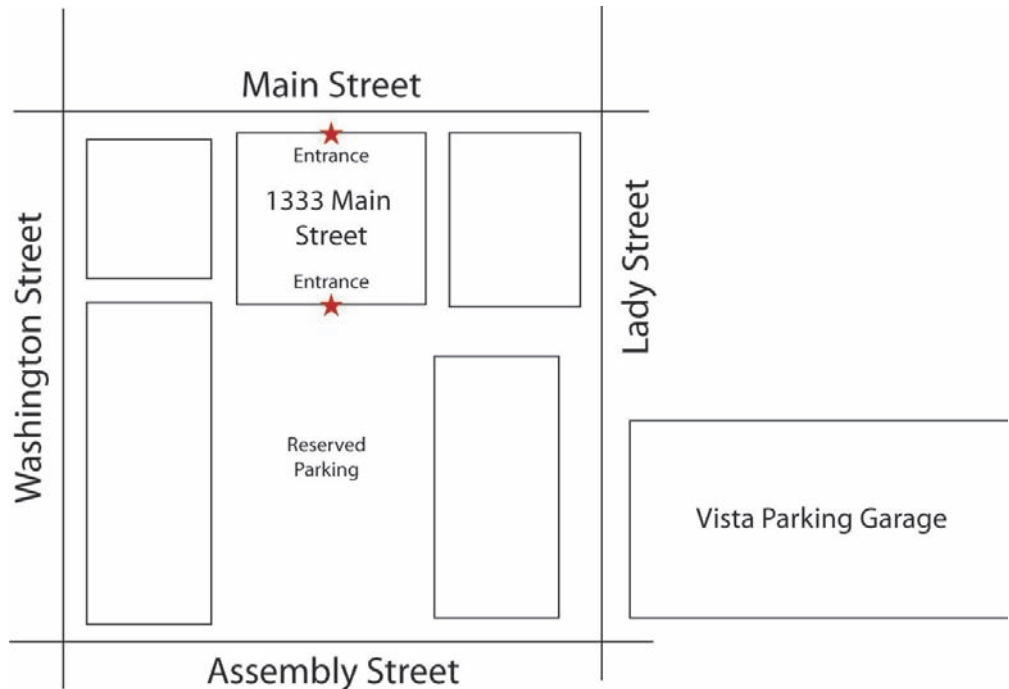 Main Street
Entrance
1333 Main
Street
Entrance
Washington Street
Lady Street
Reserved
Parking
Vista Parking Garage
Assembly Street